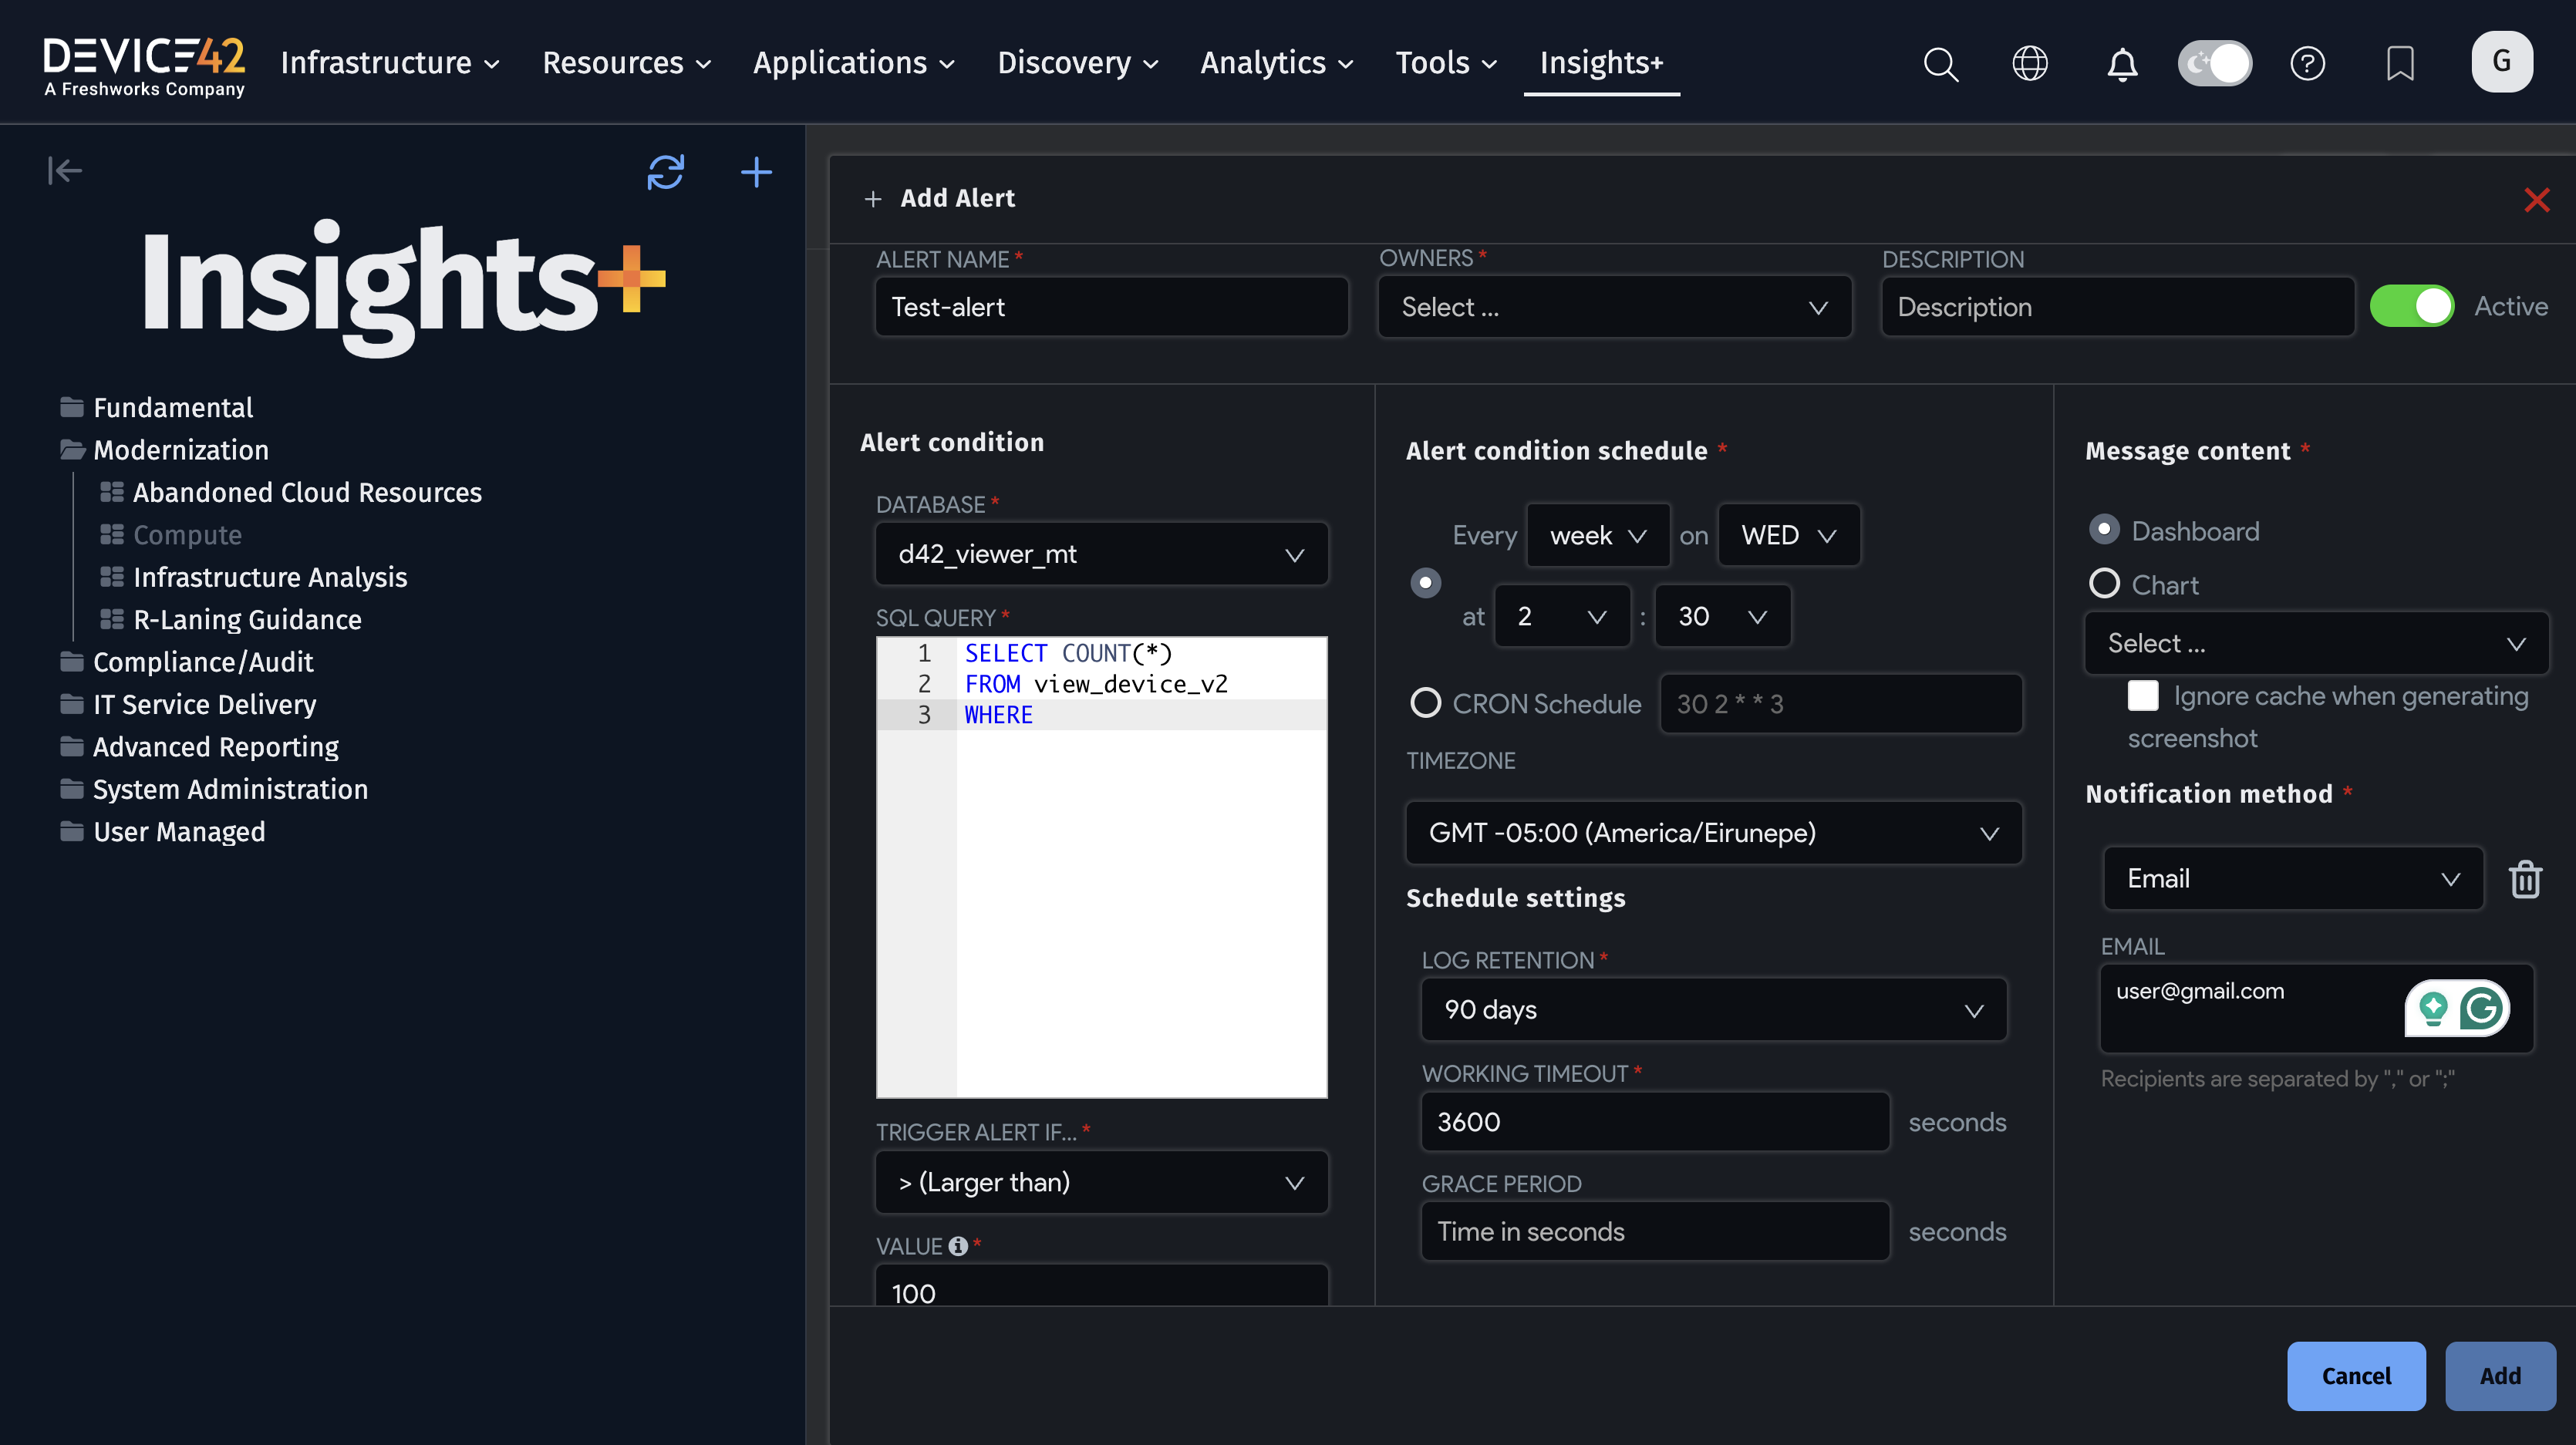 DEVICE42
A Freshworks Company
Infrastructure
Resources
Applications
Discovery
Analytics
Tools
Insights+
G
Insights+
Fundamental
Modernization
Abandoned Cloud Resources
Compute
Infrastructure Analysis
R-Laning Guidance
Compliance/Audit
IT Service Delivery
Advanced Reporting
System Administration
User Managed
+ Add Alert
ALERT NAME *
Test-alert
OWNERS *
Select ...
DESCRIPTION
Description
Active
Alert condition
DATABASE *
d42_viewer_mt
SQL QUERY *
1 SELECT COUNT(*)
2 FROM view_device_v2
3 WHERE
TRIGGER ALERT IF... *
> (Larger than)
VALUE *
100
Alert condition schedule *
Every week on WED
at 2 : 30
CRON Schedule 30 2 * * 3
TIMEZONE
GMT -05:00 (America/Eirunepe)
Schedule settings
LOG RETENTION *
90 days
WORKING TIMEOUT *
3600 seconds
GRACE PERIOD
Time in seconds seconds
Message content *
Dashboard
Chart
Select ...
Ignore cache when generating
screenshot
Notification method *
Email
EMAIL
user@gmail.com
Recipients are separated by "," or ";"
Cancel
Add